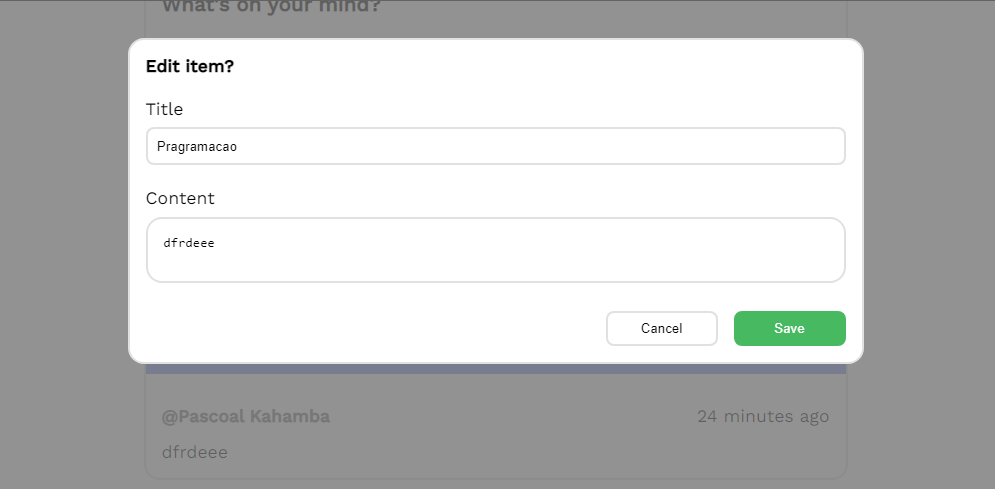 What's on your mind?
Edit item?
Title
Pragramacao
Content
dfrdeee
Cancel Save
@Pascoal Kahamba 24 minutes ago
dfrdeee